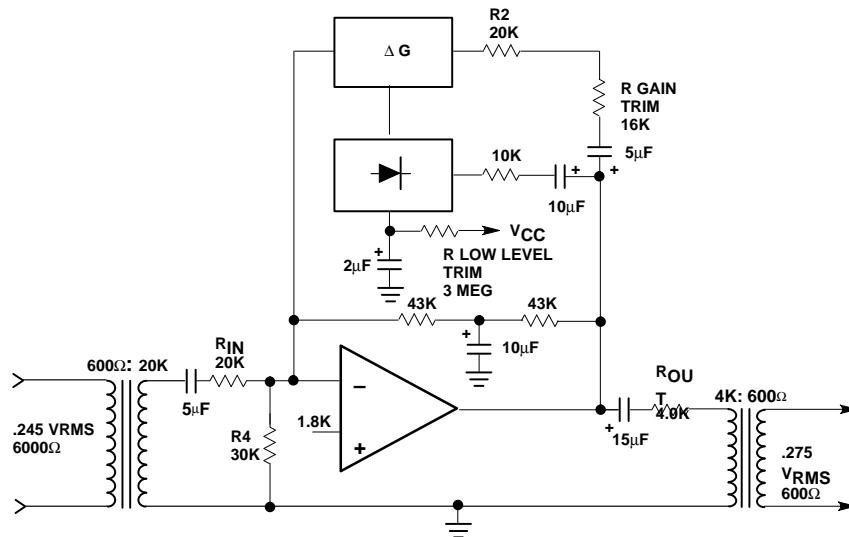 R2
20K
Δ G
R GAIN
TRIM
16K
10K
5µF
+
+
10µF
VCC
+
R LOW LEVEL
TRIM
3 MEG
2µF
43K
43K
+
10µF
RIN
20K
600Ω: 20K
5µF
−
+
1.8K
R4
30K
.245 VRMS
6000Ω
ROU
T
4.0K
4K: 600Ω
+
15µF
.275
VRMS
600Ω